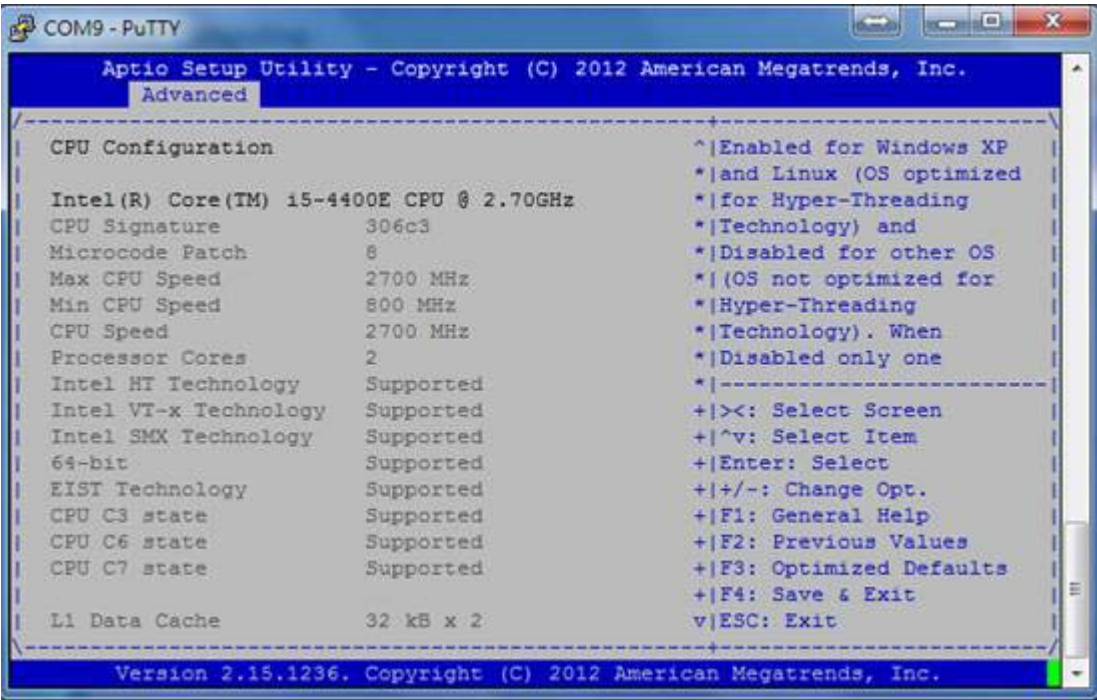 COM9 - PuTTY
Aptio Setup Utility - Copyright (C) 2012 American Megatrends, Inc.
Advanced
/----------------------------------------------------+--------------------------\
| CPU Configuration ^|Enabled for Windows XP |
| *|and Linux (OS optimized |
| Intel(R) Core(TM) i5-4400E CPU @ 2.70GHz *|for Hyper-Threading |
| CPU Signature 306c3 *|Technology) and |
| Microcode Patch 8 *|Disabled for other OS |
| Max CPU Speed 2700 MHz *|(OS not optimized for |
| Min CPU Speed 800 MHz *|Hyper-Threading |
| CPU Speed 2700 MHz *|Technology). When |
| Processor Cores 2 *|Disabled only one |
| Intel HT Technology Supported *|--------------------------|
| Intel VT-x Technology Supported +|><: Select Screen |
| Intel SMX Technology Supported +|^v: Select Item |
| 64-bit Supported +|Enter: Select |
| EIST Technology Supported +|+/-: Change Opt. |
| CPU C3 state Supported +|F1: General Help |
| CPU C6 state Supported +|F2: Previous Values |
| CPU C7 state Supported +|F3: Optimized Defaults |
| +|F4: Save & Exit |
| L1 Data Cache 32 kB x 2 v|ESC: Exit |
\----------------------------------------------------+--------------------------/
Version 2.15.1236. Copyright (C) 2012 American Megatrends, Inc.